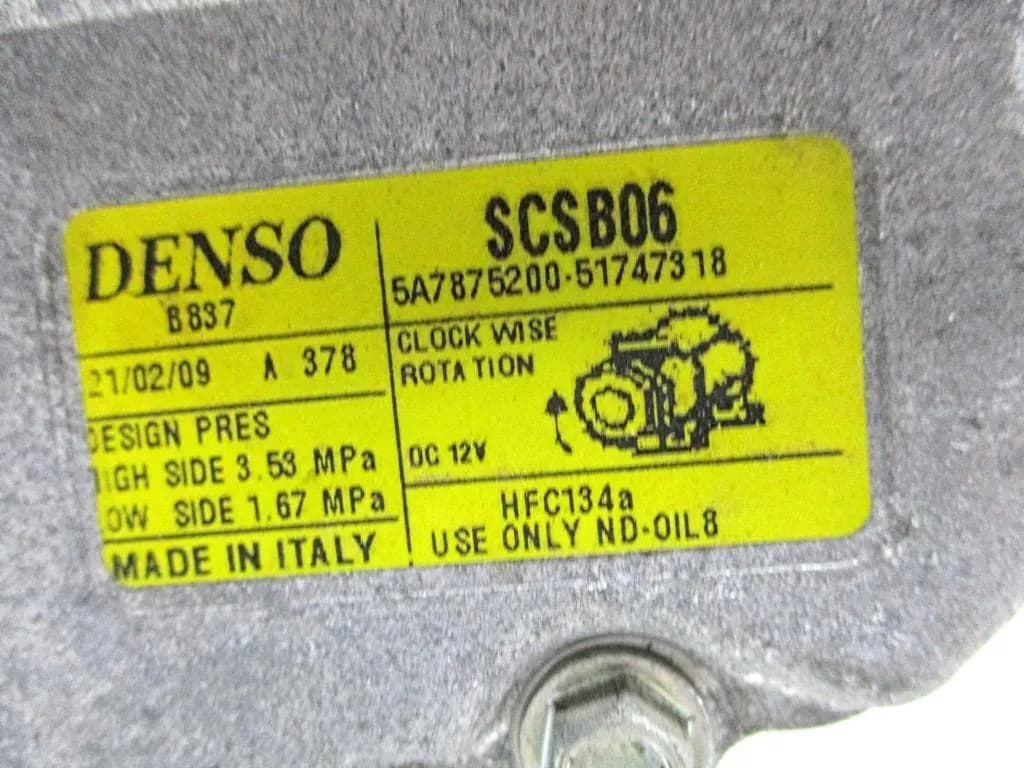 DENSO
B837
21/02/09 A 378
DESIGN PRES
HIGH SIDE 3.53 MPa
LOW SIDE 1.67 MPa
MADE IN ITALY
SCSB06
5A7875200-51747318
CLOCK WISE
ROTATION
DC 12V
HFC134a
USE ONLY ND-OIL8